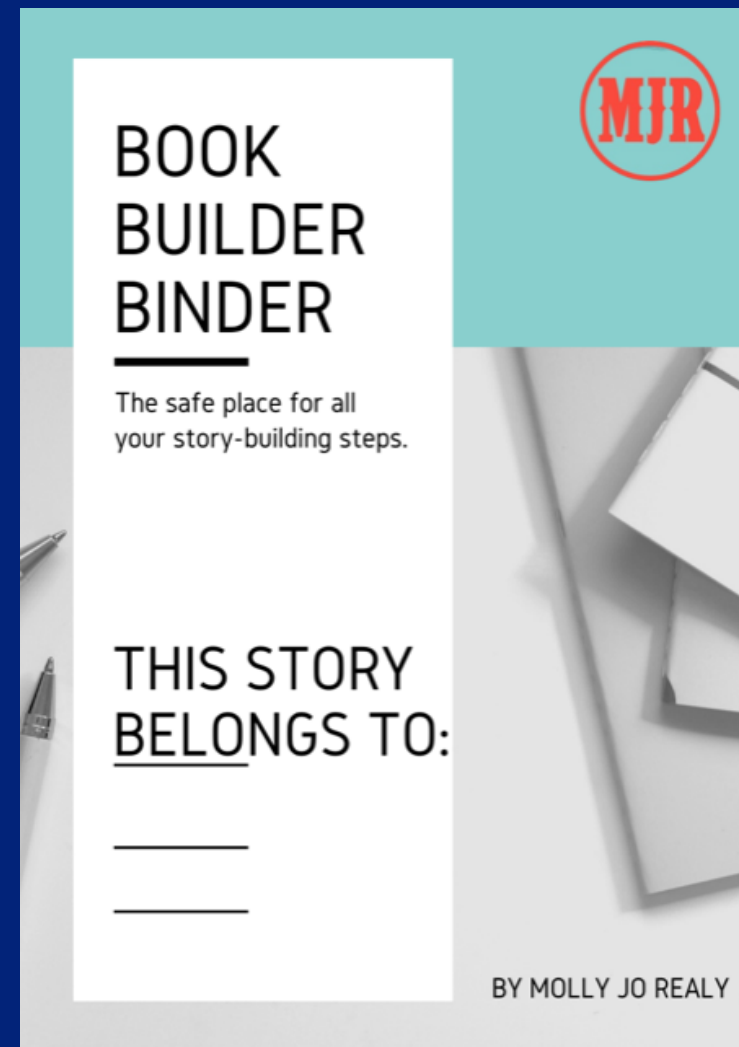 MJR
BOOK
BUILDER
BINDER
The safe place for all
your story-building steps.
THIS STORY
BELONGS TO:
BY MOLLY JO REALY